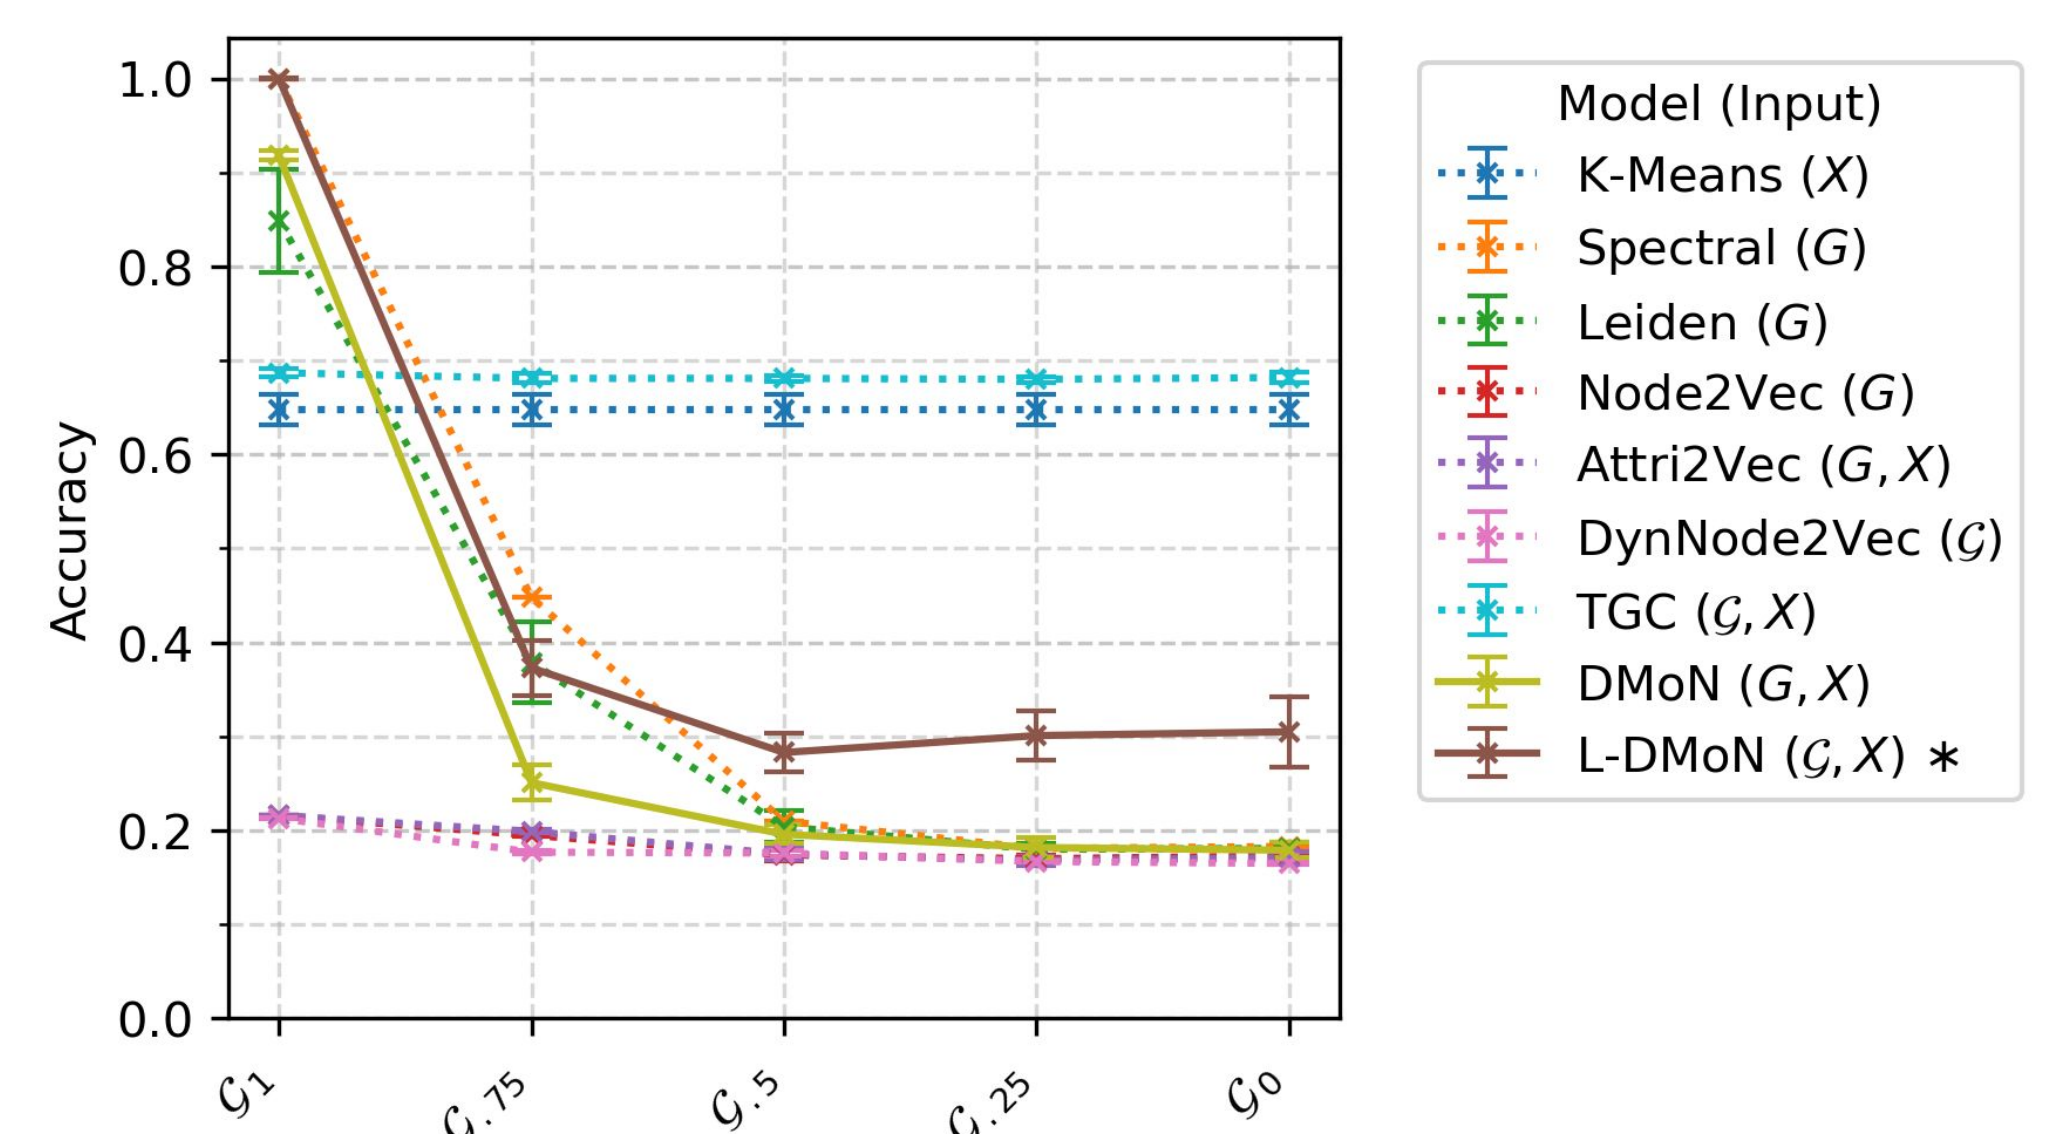 1.0
0.8
0.6
0.4
0.2
0.0
Accuracy
𝒢1
𝒢.75
𝒢.5
𝒢.25
𝒢0
Model (Input)
K-Means (X)
Spectral (G)
Leiden (G)
Node2Vec (G)
Attri2Vec (G, X)
DynNode2Vec (𝒢)
TGC (𝒢, X)
DMoN (G, X)
L-DMoN (𝒢, X) ∗